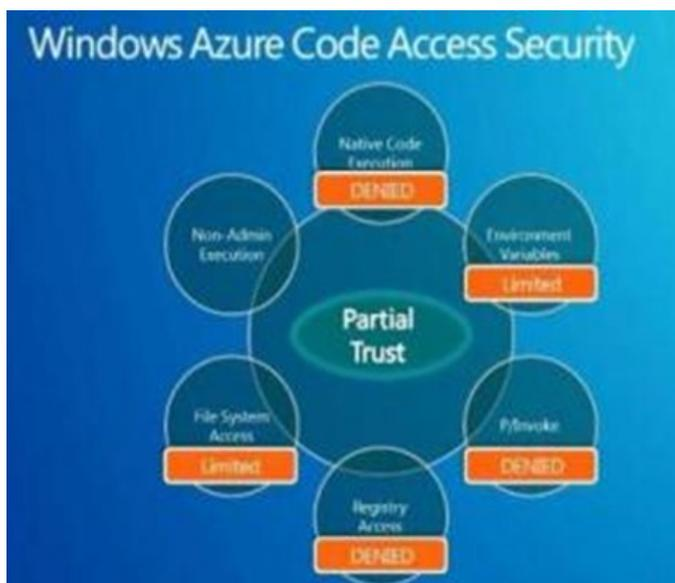 Windows Azure Code Access Security
Native Code
Execution
DENIED
Non-Admin
Execution
Environment
Variables
Limited
Partial
Trust
File System
Access
Limited
P/Invoke
DENIED
Registry
Access
DENIED